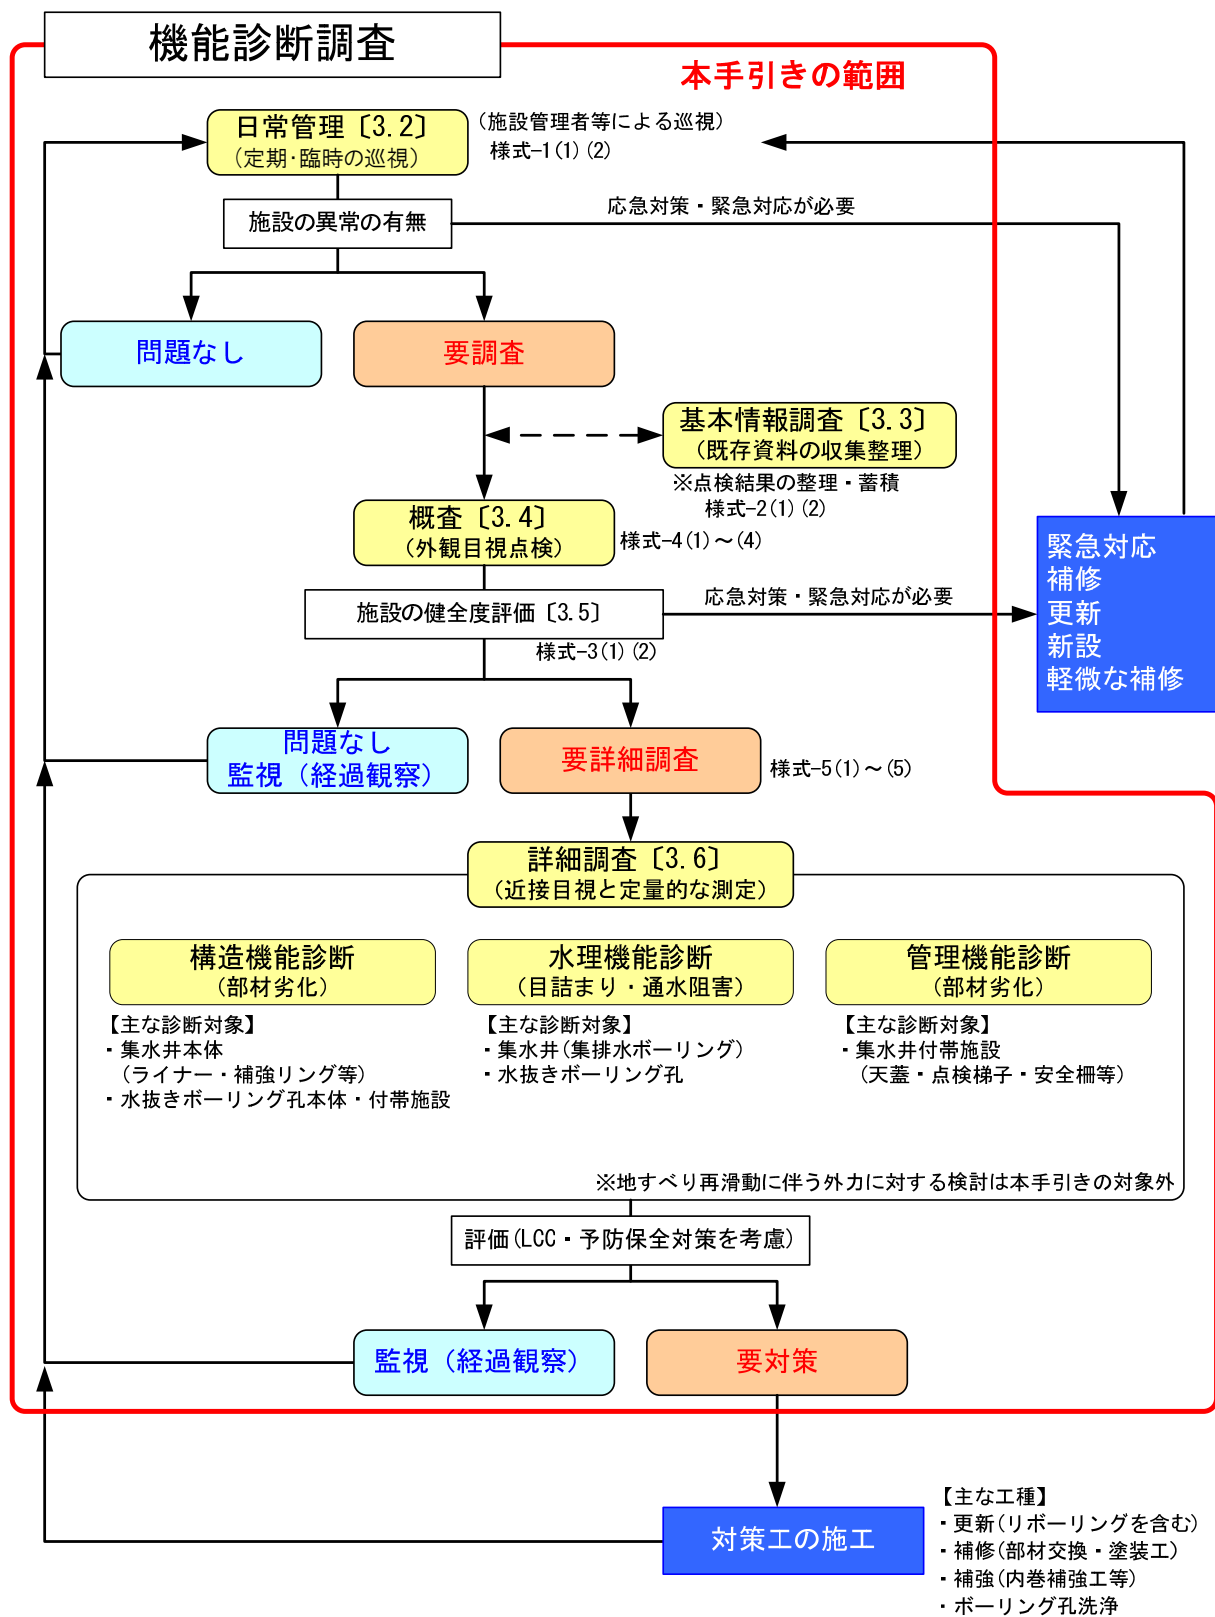 機能診断調査
本手引きの範囲
日常管理〔3.2〕
(定期･臨時の巡視)
(施設管理者等による巡視)
様式-1(1)(2)
施設の異常の有無
応急対策・緊急対応が必要
問題なし
要調査
基本情報調査〔3.3〕
(既存資料の収集整理)
※点検結果の整理・蓄積
様式-2(1)(2)
概査〔3.4〕
(外観目視点検)
様式-4(1)～(4)
緊急対応
補修
更新
新設
軽微な補修
施設の健全度評価〔3.5〕
応急対策・緊急対応が必要
様式-3(1)(2)
問題なし
監視（経過観察）
要詳細調査
様式-5(1)～(5)
詳細調査〔3.6〕
(近接目視と定量的な測定)
構造機能診断
(部材劣化)
【主な診断対象】
・集水井本体
（ライナー・補強リング等）
・水抜きボーリング孔本体・付帯施設
水理機能診断
(目詰まり・通水阻害)
【主な診断対象】
・集水井(集排水ボーリング)
・水抜きボーリング孔
管理機能診断
(部材劣化)
【主な診断対象】
・集水井付帯施設
（天蓋・点検梯子・安全柵等）
※地すべり再滑動に伴う外力に対する検討は本手引きの対象外
評価(LCC・予防保全対策を考慮)
監視（経過観察）
要対策
対策工の施工
【主な工種】
・更新(リボーリングを含む)
・補修(部材交換・塗装工)
・補強(内巻補強工等)
・ボーリング孔洗浄